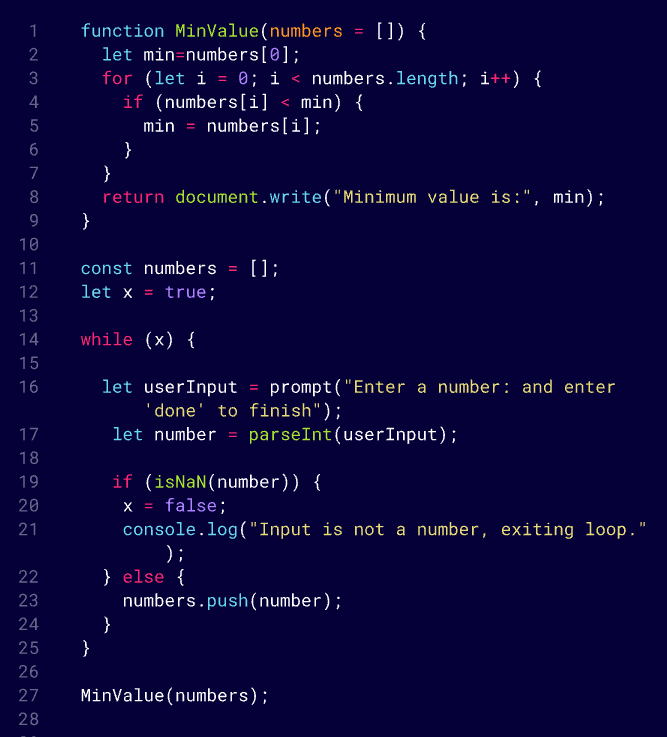 1 function MinValue(numbers = []) {
2 let min=numbers[0];
3 for (let i = 0; i < numbers.length; i++) {
4 if (numbers[i] < min) {
5 min = numbers[i];
6 }
7 }
8 return document.write("Minimum value is:", min);
9 }
10
11 const numbers = [];
12 let x = true;
13
14 while (x) {
15
16 let userInput = prompt("Enter a number: and enter
'done' to finish");
17 let number = parseInt(userInput);
18
19 if (isNaN(number)) {
20 x = false;
21 console.log("Input is not a number, exiting loop."
);
22 } else {
23 numbers.push(number);
24 }
25 }
26
27 MinValue(numbers);
28